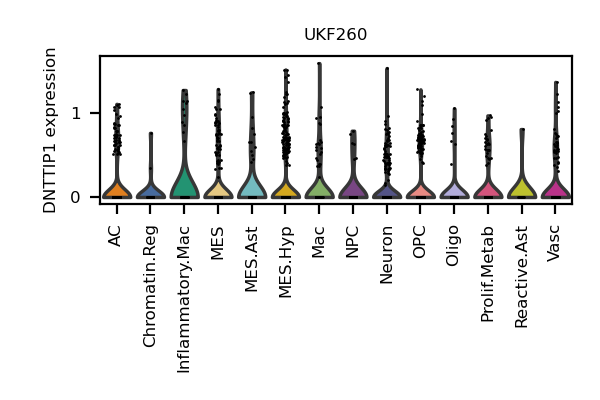 UKF260
DNTTIP1 expression
1
0
AC
Chromatin.Reg
Inflammatory.Mac
MES
MES.Ast
MES.Hyp
Mac
NPC
Neuron
OPC
Oligo
Prolif.Metab
Reactive.Ast
Vasc